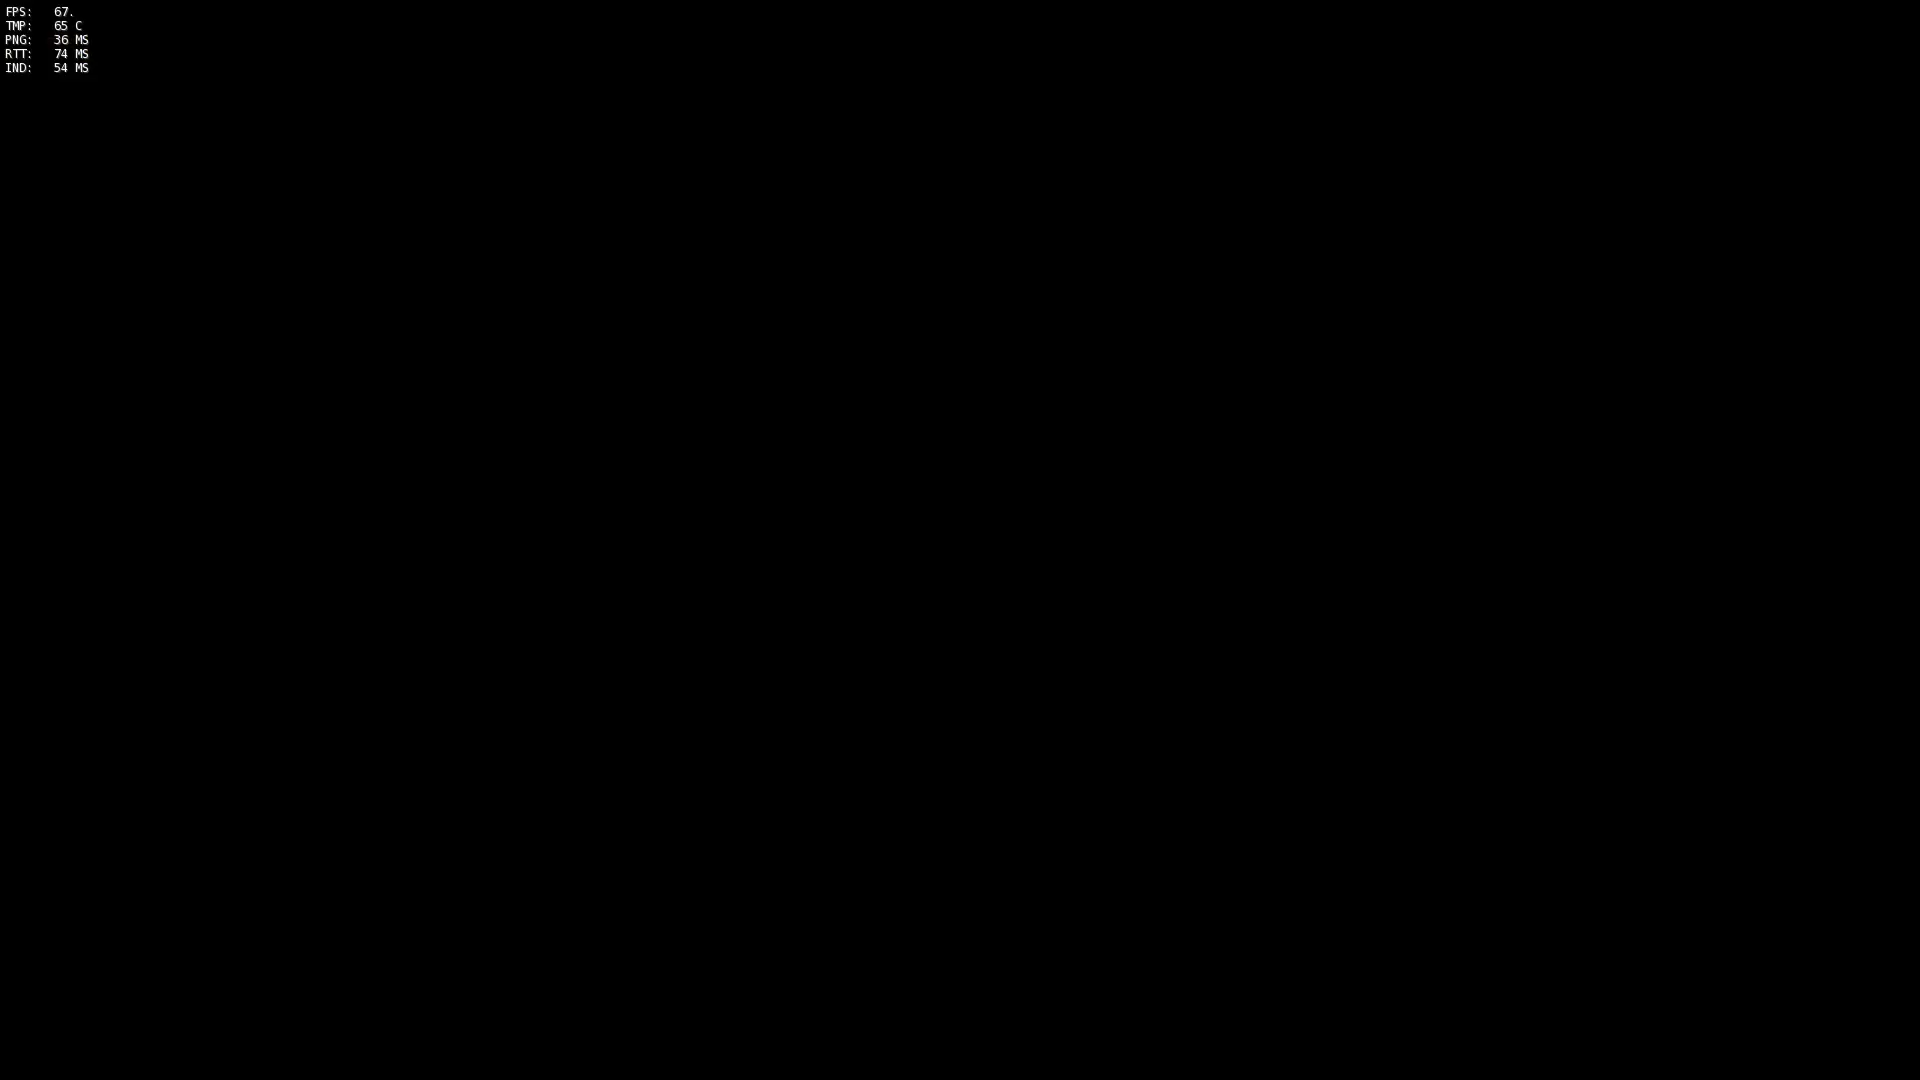 FPS: 67.
TMP: 65 C
PNG: 36 MS
RTT: 74 MS
IND: 54 MS